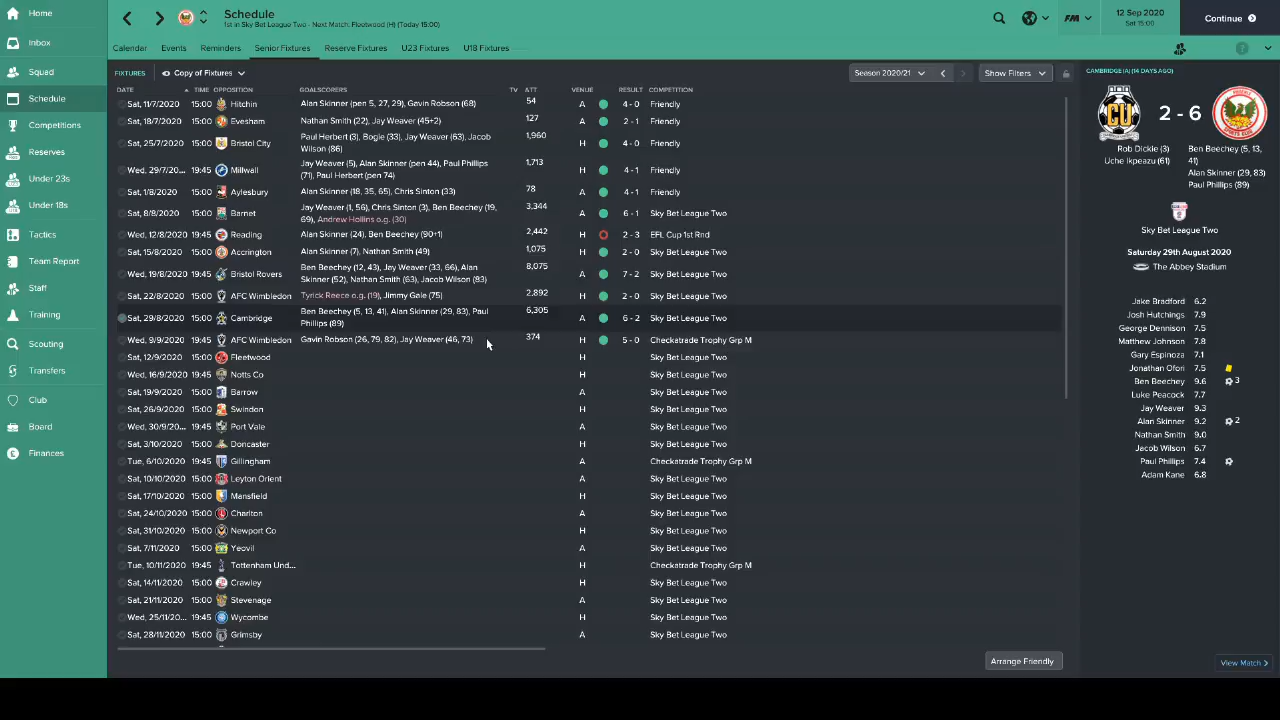 Home
Inbox
Squad
Schedule
Competitions
Reserves
Under 23s
Under 18s
Tactics
Team Report
Staff
Training
Scouting
Transfers
Club
Board
Finances
Schedule
1st in Sky Bet League Two - Next Match: Fleetwood (H) (Today 15:00)
FM
12 Sep 2020
Sat 15:00
Continue
Calendar Events Reminders Senior Fixtures Reserve Fixtures U23 Fixtures U18 Fixtures
FIXTURES Copy of Fixtures Season 2020/21 Show Filters
DATE TIME OPPOSITION GOALSCORERS TV ATT VENUE RESULT COMPETITION
Sat, 11/7/2020 15:00 Hitchin Alan Skinner (pen 5, 27, 29), Gavin Robson (68) 54 A 4-0 Friendly
Sat, 18/7/2020 15:00 Evesham Nathan Smith (22), Jay Weaver (45+2) 127 A 2-1 Friendly
Sat, 25/7/2020 15:00 Bristol City Paul Herbert (3), Bogie (33), Jay Weaver (63), Jacob 1,960 H 4-0 Friendly
Wilson (86)
Wed, 29/7/20... 19:45 Millwall Jay Weaver (5), Alan Skinner (pen 44), Paul Phillips 1,713 H 4-1 Friendly
(71), Paul Herbert (pen 74)
Sat, 1/8/2020 15:00 Aylesbury Alan Skinner (18, 35, 65), Chris Sinton (33) 78 A 4-1 Friendly
Sat, 8/8/2020 15:00 Barnet Jay Weaver (1, 56), Chris Sinton (3), Ben Beechey (19, 3,344 A 6-1 Sky Bet League Two
69), Andrew Hollins o.g. (30)
Wed, 12/8/2020 19:45 Reading Alan Skinner (24), Ben Beechey (90+1) 2,442 H 2-3 EFL Cup 1st Rnd
Sat, 15/8/2020 15:00 Accrington Alan Skinner (7), Nathan Smith (49) 1,075 H 2-0 Sky Bet League Two
Wed, 19/8/2020 19:45 Bristol Rovers Ben Beechey (12, 43), Jay Weaver (33, 66), Alan 8,075 A 7-2 Sky Bet League Two
Skinner (52), Nathan Smith (63), Jacob Wilson (83)
Sat, 22/8/2020 15:00 AFC Wimbledon Tyrick Reece o.g. (19), Jimmy Gale (75) 2,892 H 2-0 Sky Bet League Two
Sat, 29/8/2020 15:00 Cambridge Ben Beechey (5, 13, 41), Alan Skinner (29, 83), Paul 6,305 A 6-2 Sky Bet League Two
Phillips (89)
Wed, 9/9/2020 19:45 AFC Wimbledon Gavin Robson (26, 79, 82), Jay Weaver (46, 73) 374 H 5-0 Checkatrade Trophy Grp M
Sat, 12/9/2020 15:00 Fleetwood H Sky Bet League Two
Wed, 16/9/2020 19:45 Notts Co H Sky Bet League Two
Sat, 19/9/2020 15:00 Barrow A Sky Bet League Two
Sat, 26/9/2020 15:00 Swindon H Sky Bet League Two
Wed, 30/9/20... 19:45 Port Vale A Sky Bet League Two
Sat, 3/10/2020 15:00 Doncaster H Sky Bet League Two
Tue, 6/10/2020 19:45 Gillingham A Checkatrade Trophy Grp M
Sat, 10/10/2020 15:00 Leyton Orient A Sky Bet League Two
Sat, 17/10/2020 15:00 Mansfield H Sky Bet League Two
Sat, 24/10/2020 15:00 Charlton A Sky Bet League Two
Sat, 31/10/2020 15:00 Newport Co H Sky Bet League Two
Sat, 7/11/2020 15:00 Yeovil A Sky Bet League Two
Tue, 10/11/2020 19:45 Tottenham Und... H Checkatrade Trophy Grp M
Sat, 14/11/2020 15:00 Crawley H Sky Bet League Two
Sat, 21/11/2020 15:00 Stevenage A Sky Bet League Two
Wed, 25/11/20... 19:45 Wycombe H Sky Bet League Two
Sat, 28/11/2020 15:00 Grimsby A Sky Bet League Two
Arrange Friendly
CAMBRIDGE (A) (14 DAYS AGO)
2 - 6
Rob Dickie (3) Ben Beechey (5, 13,
Uche Ikpeazu (61) 41)
Alan Skinner (29, 83)
Paul Phillips (89)
Sky Bet League Two
Saturday 29th August 2020
The Abbey Stadium
Jake Bradford 6.2
Josh Hutchings 7.9
George Dennison 7.5
Matthew Johnson 7.8
Gary Espinoza 7.1
Jonathan Ofori 7.5
Ben Beechey 9.6 3
Luke Peacock 7.7
Jay Weaver 9.3
Alan Skinner 9.2 2
Nathan Smith 9.0
Jacob Wilson 6.7
Paul Phillips 7.4
Adam Kane 6.8
View Match >